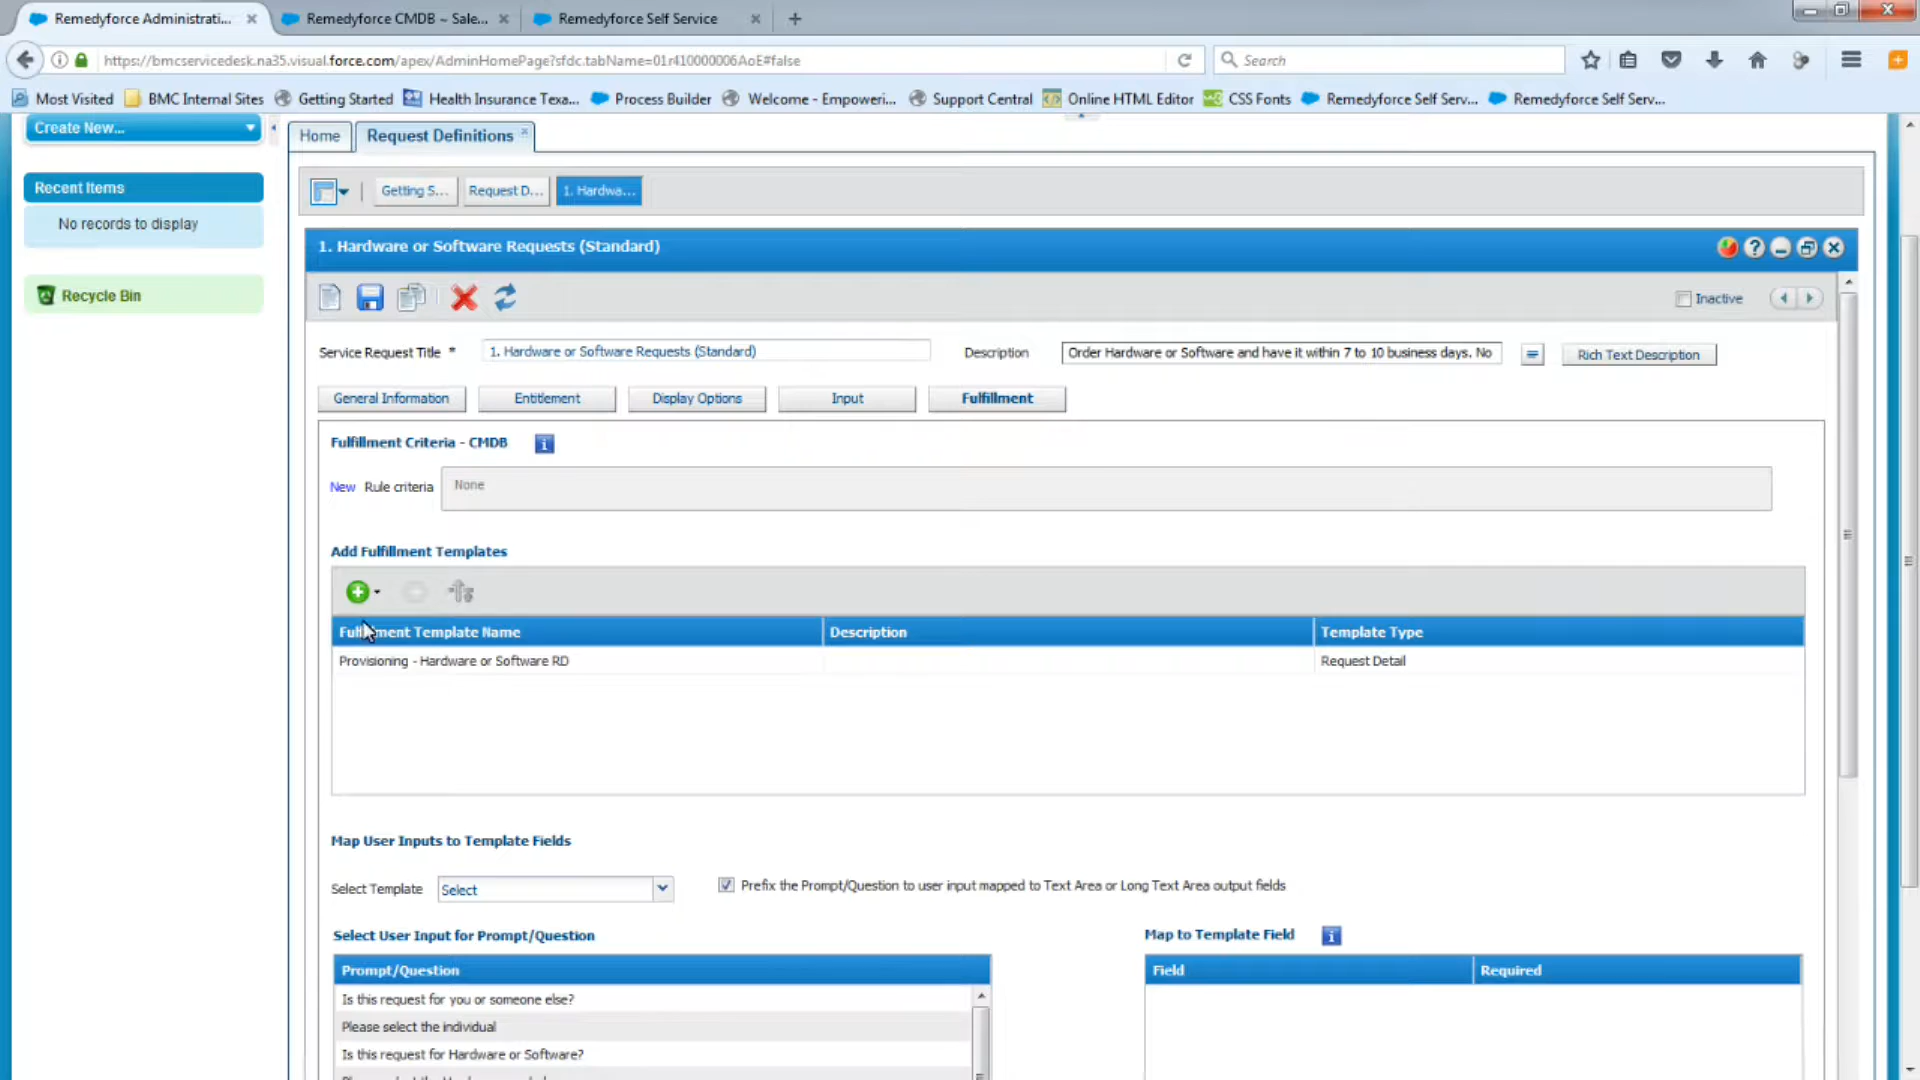 Remedyforce Administrati...
Remedyforce CMDB ~ Sale...
Remedyforce Self Service
https://bmcservicedesk.na35.visual.force.com/apex/AdminHomePage?sfdc.tabName=01r410000006AoE#false
Search
Most Visited
BMC Internal Sites
Getting Started
Health Insurance Texa...
Process Builder
Welcome - Empoweri...
Support Central
Online HTML Editor
CSS Fonts
Remedyforce Self Serv...
Remedyforce Self Serv...
Create New...
Home
Request Definitions
Recent Items
No records to display
Recycle Bin
Getting S...
Request D...
1. Hardwa...
1. Hardware or Software Requests (Standard)
Inactive
Service Request Title *
1. Hardware or Software Requests (Standard)
Description
Order Hardware or Software and have it within 7 to 10 business days. No
Rich Text Description
General Information
Entitlement
Display Options
Input
Fulfillment
Fulfillment Criteria - CMDB
New Rule criteria
None
Add Fulfillment Templates
Fulfillment Template Name
Description
Template Type
Provisioning - Hardware or Software RD
Request Detail
Map User Inputs to Template Fields
Select Template
Select
Prefix the Prompt/Question to user input mapped to Text Area or Long Text Area output fields
Select User Input for Prompt/Question
Map to Template Field
Prompt/Question
Field
Required
Is this request for you or someone else?
Please select the individual
Is this request for Hardware or Software?